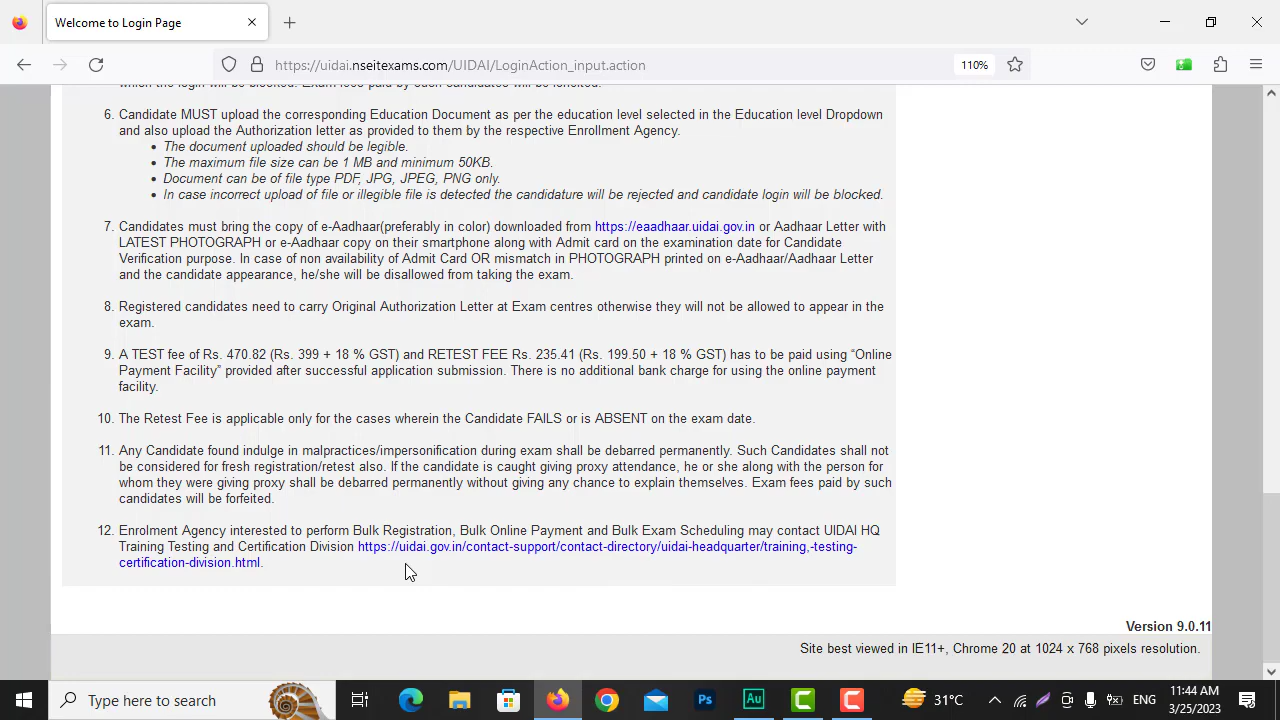 Welcome to Login Page
https://uidai.nseitexams.com/UIDAI/LoginAction_input.action
110%
which the login will be blocked. Exam fees paid by such candidates will be forfeited.
6. Candidate MUST upload the corresponding Education Document as per the education level selected in the Education level Dropdown
and also upload the Authorization letter as provided to them by the respective Enrollment Agency.
• The document uploaded should be legible.
• The maximum file size can be 1 MB and minimum 50KB.
• Document can be of file type PDF, JPG, JPEG, PNG only.
• In case incorrect upload of file or illegible file is detected the candidature will be rejected and candidate login will be blocked.
7. Candidates must bring the copy of e-Aadhaar(preferably in color) downloaded from https://eaadhaar.uidai.gov.in or Aadhar Letter with
LATEST PHOTOGRAPH or e-Aadhaar copy on their smartphone along with Admit card on the examination date for Candidate
Verification purpose. In case of non availability of Admit Card OR mismatch in PHOTOGRAPH printed on e-Aadhaar/Aadhaar Letter
and the candidate appearance, he/she will be disallowed from taking the exam.
8. Registered candidates need to carry Original Authorization Letter at Exam centres otherwise they will not be allowed to appear in the
exam.
9. A TEST fee of Rs. 470.82 (Rs. 399 + 18 % GST) and RETEST FEE Rs. 235.41 (Rs. 199.50 + 18 % GST) has to be paid using “Online
Payment Facility” provided after successful application submission. There is no additional bank charge for using the online payment
facility.
10. The Retest Fee is applicable only for the cases wherein the Candidate FAILS or is ABSENT on the exam date.
11. Any Candidate found indulge in malpractices/impersonification during exam shall be debarred permanently. Such Candidates shall not
be considered for fresh registration/retest also. If the candidate is caught giving proxy attendance, he or she along with the person for
whom they were giving proxy shall be debarred permanently without giving any chance to explain themselves. Exam fees paid by such
candidates will be forfeited.
12. Enrolment Agency interested to perform Bulk Registration, Bulk Online Payment and Bulk Exam Scheduling may contact UIDAI HQ
Training Testing and Certification Division https://uidai.gov.in/contact-support/contact-directory/uidai-headquarter/training,-testing-
certification-division.html.
Version 9.0.11
Site best viewed in IE11+, Chrome 20 at 1024 x 768 pixels resolution.
Type here to search
Ps
Au
C
C
31°C
ENG
11:44 AM
3/25/2023